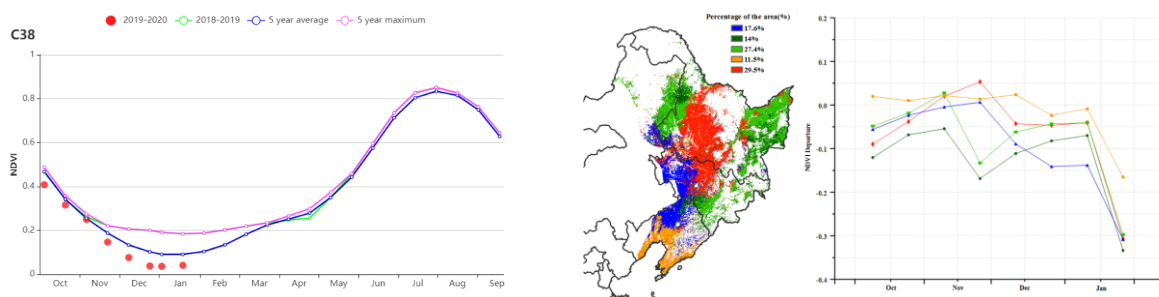 2019-2020 2018-2019 5 year average 5 year maximum
C38
1
0.8
0.6
0.4
0.2
0
NDVI
Oct Nov Dec Jan Feb Mar Apr May Jun Jul Aug Sep
Percentage of the area(%)
17.6%
14%
27.4%
11.5%
29.5%
0.2
0.1
0.0
-0.1
-0.2
-0.3
-0.4
NDVI Departure
Oct Nov Dec Jan